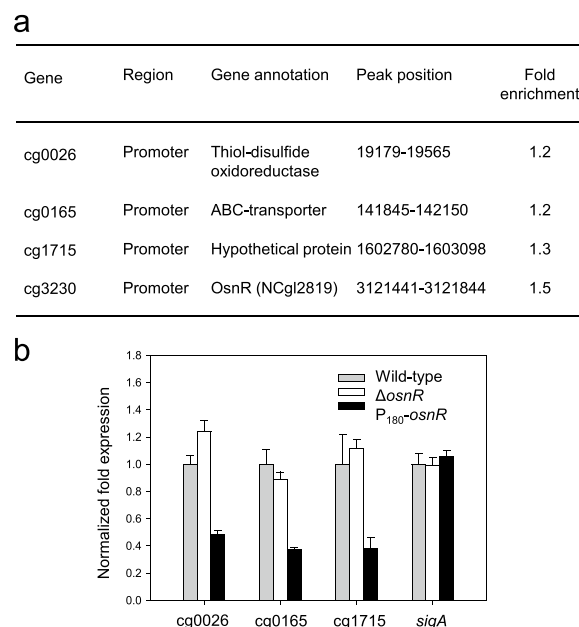 a
Gene Region Gene annotation Peak position Fold enrichment
cg0026 Promoter Thiol-disulfide oxidoreductase 19179-19565 1.2
cg0165 Promoter ABC-transporter 141845-142150 1.2
cg1715 Promoter Hypothetical protein 1602780-1603098 1.3
cg3230 Promoter OsnR (NCgl2819) 3121441-3121844 1.5
b
Normalized fold expression
1.8
1.6
1.4
1.2
1.0
0.8
0.6
0.4
0.2
0.0
Wild-type
ΔosnR
P₁₈₀-osnR
cg0026 cg0165 cg1715 sigA